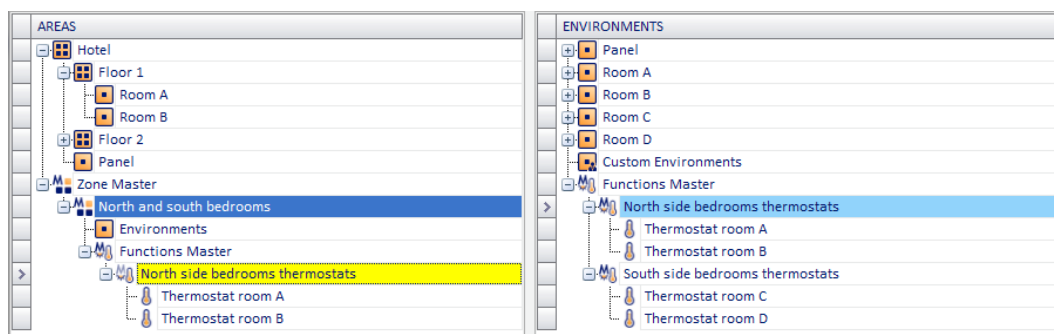 AREAS
Hotel
Floor 1
Room A
Room B
Floor 2
Panel
Zone Master
North and south bedrooms
Environments
Functions Master
North side bedrooms thermostats
Thermostat room A
Thermostat room B
ENVIRONMENTS
Panel
Room A
Room B
Room C
Room D
Custom Environments
Functions Master
North side bedrooms thermostats
Thermostat room A
Thermostat room B
South side bedrooms thermostats
Thermostat room C
Thermostat room D